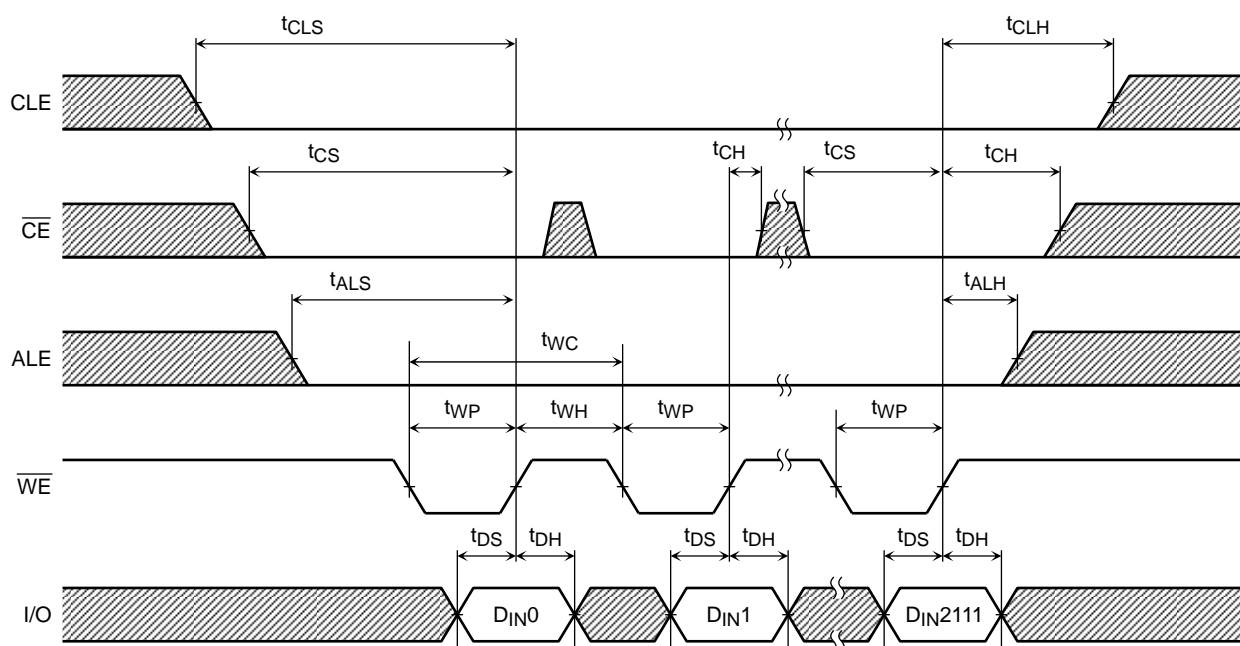 tCLS tCLH
CLE
tCS tCH tCS tCH
CE
tALS tALH
ALE
tWC
tWP tWH tWP tWP
WE
tDS tDH tDS tDH tDS tDH
I/O DIN0 DIN1 DIN2111